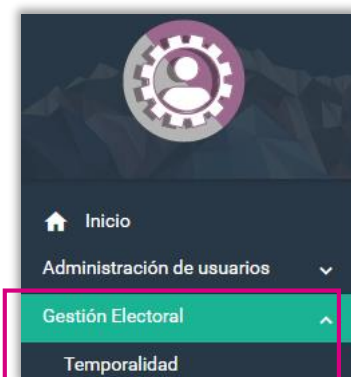 Inicio
Administración de usuarios
Gestión Electoral
Temporalidad